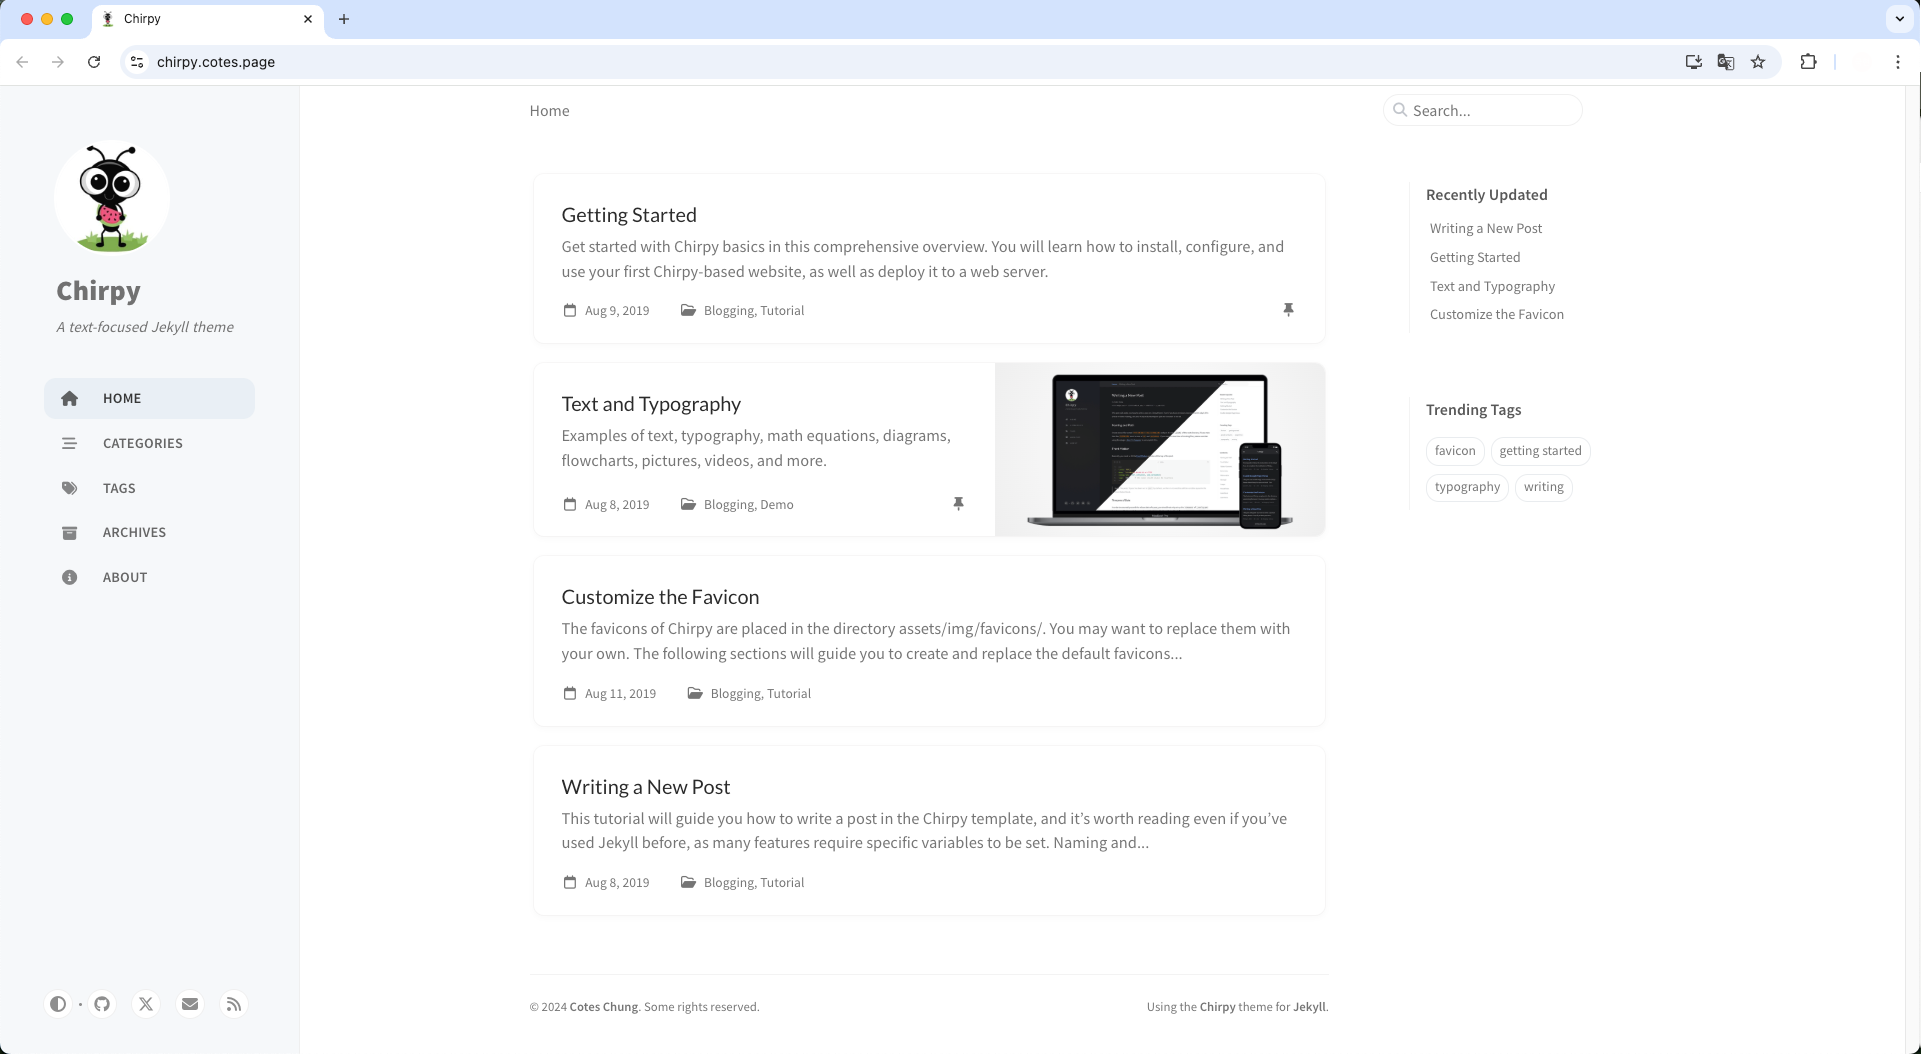 Chirpy
chirpy.cotes.page
Chirpy
A text-focused Jekyll theme
HOME
CATEGORIES
TAGS
ARCHIVES
ABOUT
Home
Search...
Getting Started
Get started with Chirpy basics in this comprehensive overview. You will learn how to install, configure, and
use your first Chirpy-based website, as well as deploy it to a web server.
Aug 9, 2019 Blogging, Tutorial
Text and Typography
Examples of text, typography, math equations, diagrams,
flowcharts, pictures, videos, and more.
Aug 8, 2019 Blogging, Demo
Customize the Favicon
The favicons of Chirpy are placed in the directory assets/img/favicons/. You may want to replace them with
your own. The following sections will guide you to create and replace the default favicons...
Aug 11, 2019 Blogging, Tutorial
Writing a New Post
This tutorial will guide you how to write a post in the Chirpy template, and it’s worth reading even if you’ve
used Jekyll before, as many features require specific variables to be set. Naming and...
Aug 8, 2019 Blogging, Tutorial
Recently Updated
Writing a New Post
Getting Started
Text and Typography
Customize the Favicon
Trending Tags
favicon getting started
typography writing
© 2024 Cotes Chung. Some rights reserved.
Using the Chirpy theme for Jekyll.